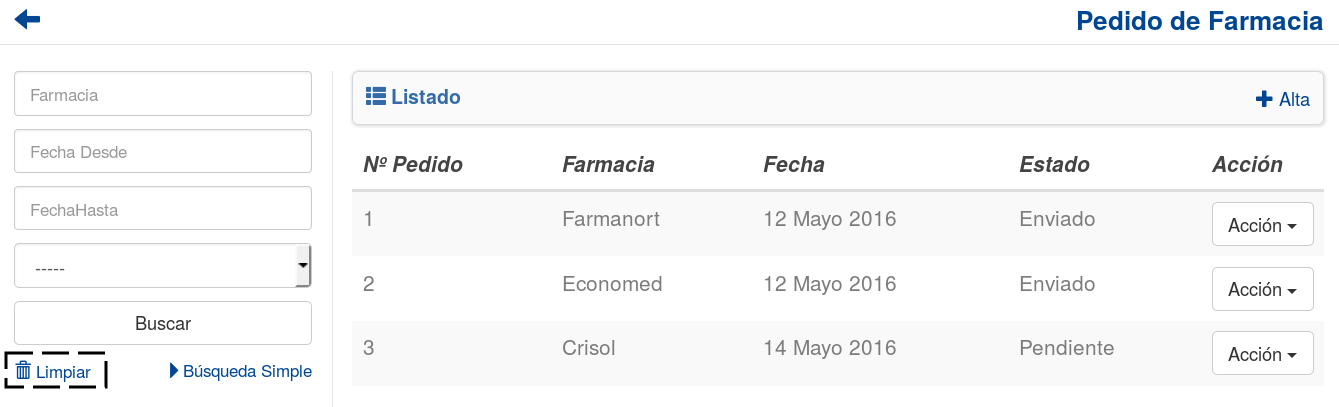 Pedido de Farmacia
Farmacia
Fecha Desde
FechaHasta
-----
Buscar
Limpiar
Búsqueda Simple
Listado
Alta
Nº Pedido Farmacia Fecha Estado Acción
1 Farmanort 12 Mayo 2016 Enviado Acción
2 Economed 12 Mayo 2016 Enviado Acción
3 Crisol 14 Mayo 2016 Pendiente Acción